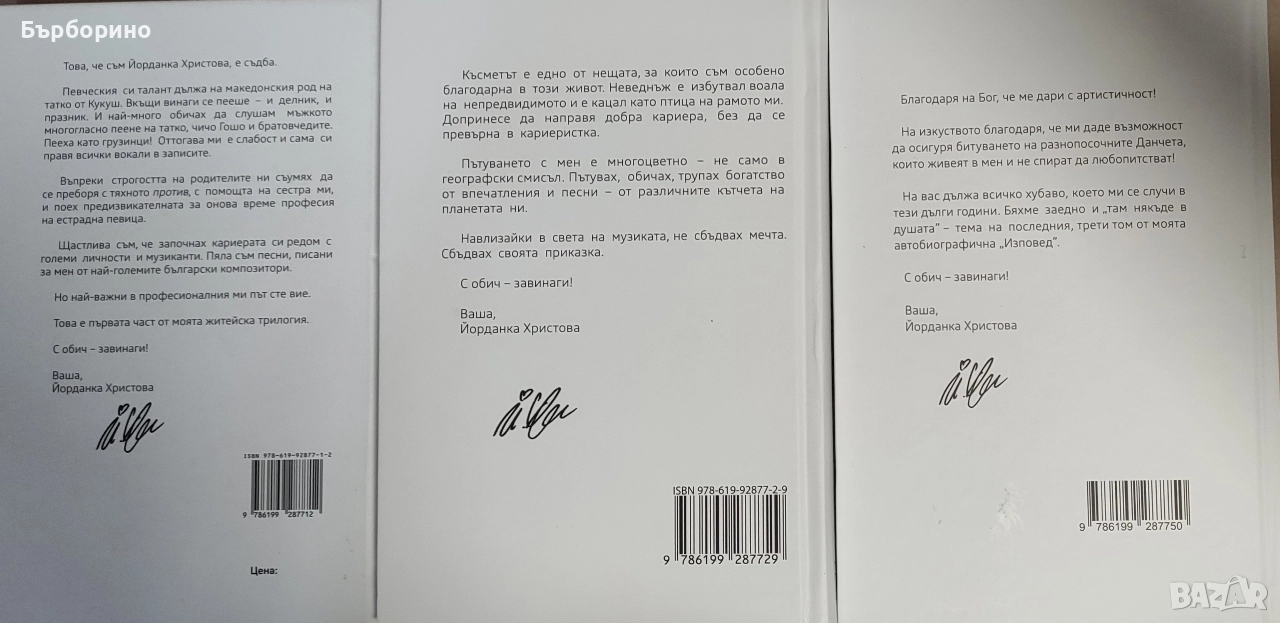 Бърборино
Това, че съм Йорданка Христова, е съдба.
Певческия си талант дължа на македонския род на
татко от Кукуш. Вкъщи винаги се пееше – и делник, и
празник. И най-много обичах да слушам мъжкото
многогласно пеене на татко, чичо Гошо и братовчедите.
Пееха като грузинци! Оттогава ми е слабост и сама си
правя всички вокали в записите.
Въпреки строгостта на родителите ни съумях да
се преборя с тяхното против, с помощта на сестра ми,
и поех предизвикателната за онова време професия
на естрадна певица.
Щастлива съм, че започнах кариерата си редом с
големи личности и музиканти. Пяла съм песни, писани
за мен от най-големите български композитори.
Но най-важни в професионалния ми път сте вие.
Това е първата част от моята житейска трилогия.
С обич – завинаги!
Ваша,
Йорданка Христова
ISBN 978-619-92877-1-2
9 786199 287712
Цена:
Късметът е едно от нещата, за които съм особено
благодарна в този живот. Неведнъж е избутвал воала
на непредвидимото и е кацал като птица на рамото ми.
Допринесе да направя добра кариера, без да се
превърна в кариеристка.
Пътуването с мен е многоцветно – не само в
географски смисъл. Пътувах, обичах, трупах богатство
от впечатления и песни – от различните кътчета на
планетата ни.
Навлизайки в света на музиката, не сбъдвах мечта.
Сбъдвах своята приказка.
С обич – завинаги!
Ваша,
Йорданка Христова
ISBN 978-619-92877-2-9
9 786199 287729
Благодаря на Бог, че ме дари с артистичност!
На изкуството благодаря, че ми даде възможност
да осигуря битуването на разнопосочните Данчета,
които живеят в мен и не спират да любопитстват!
На вас дължа всичко хубаво, което ми се случи в
тези дълги години. Бяхме заедно и „там някъде в
душата” – тема на последния, трети том от моята
автобиографична „Изповед”.
С обич – завинаги!
Ваша,
Йорданка Христова
9 786199 287750
BAZAR